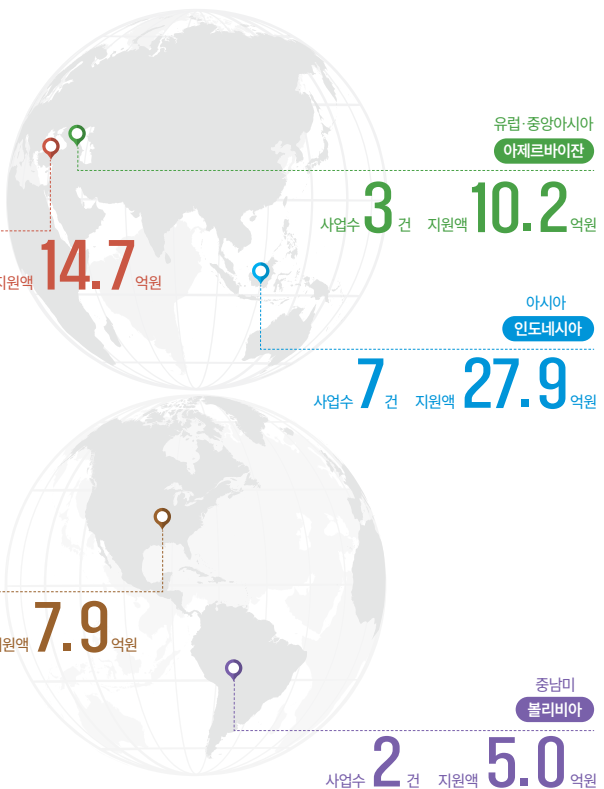 유럽·중앙아시아
아제르바이잔
사업수 3 건 지원액 10.2 억원
지원액 14.7 억원
아시아
인도네시아
사업수 7 건 지원액 27.9 억원
7.9 억원
중남미
볼리비아
사업수 2 건 지원액 5.0 억원